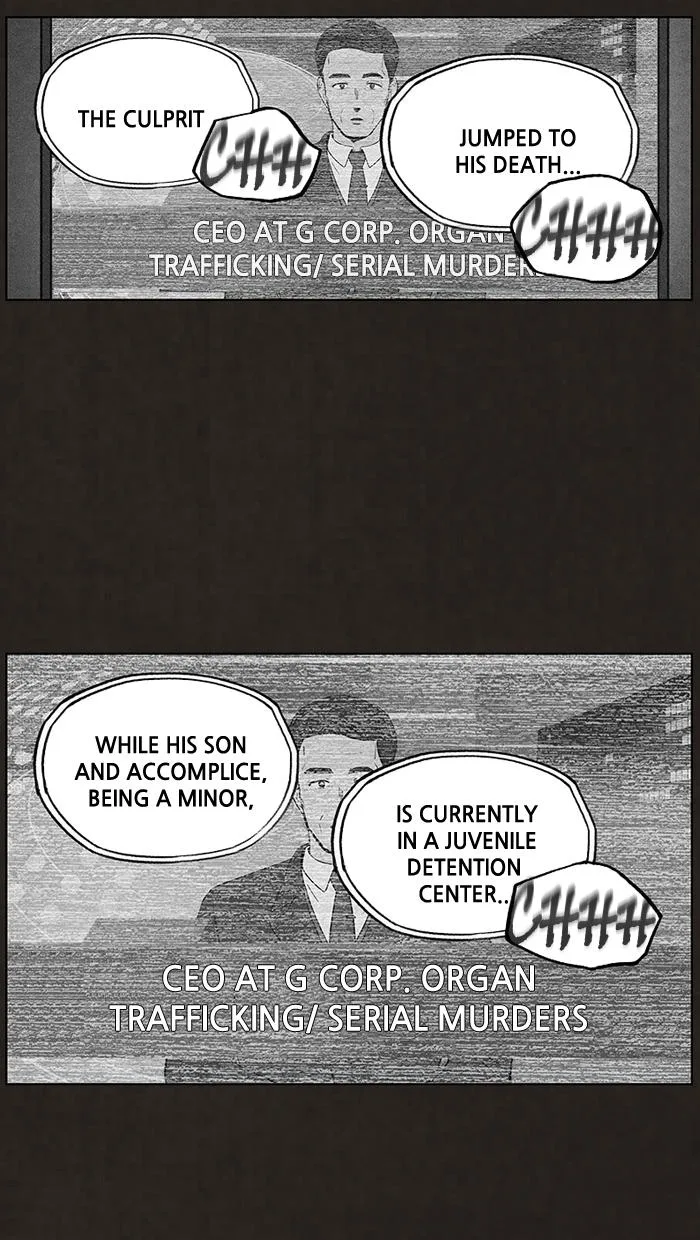 THE CULPRIT
CHH
JUMPED TO
HIS DEATH...
CHHH
CEO AT G CORP. ORGAN
TRAFFICKING/ SERIAL MURDER
WHILE HIS SON
AND ACCOMPLICE,
BEING A MINOR,
IS CURRENTLY
IN A JUVENILE
DETENTION
CENTER..
CHHH
CEO AT G CORP. ORGAN
TRAFFICKING/ SERIAL MURDERS